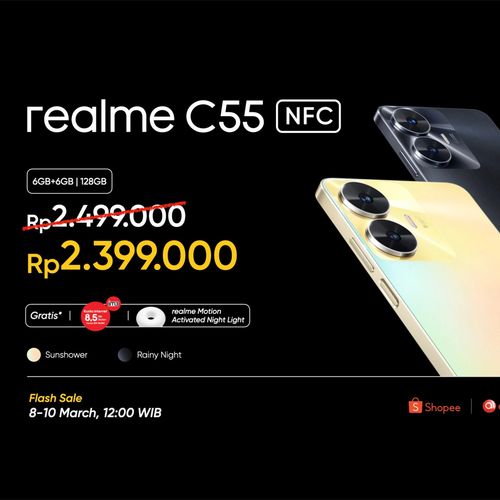 realme C55 NFC
6GB+6GB | 128GB
Rp2.499.000
Rp2.399.000
Gratis* |
8,5
| realme Motion
Activated Night Light
Sunshower
Rainy Night
Flash Sale
8-10 March, 12:00 WIB
Shopee |